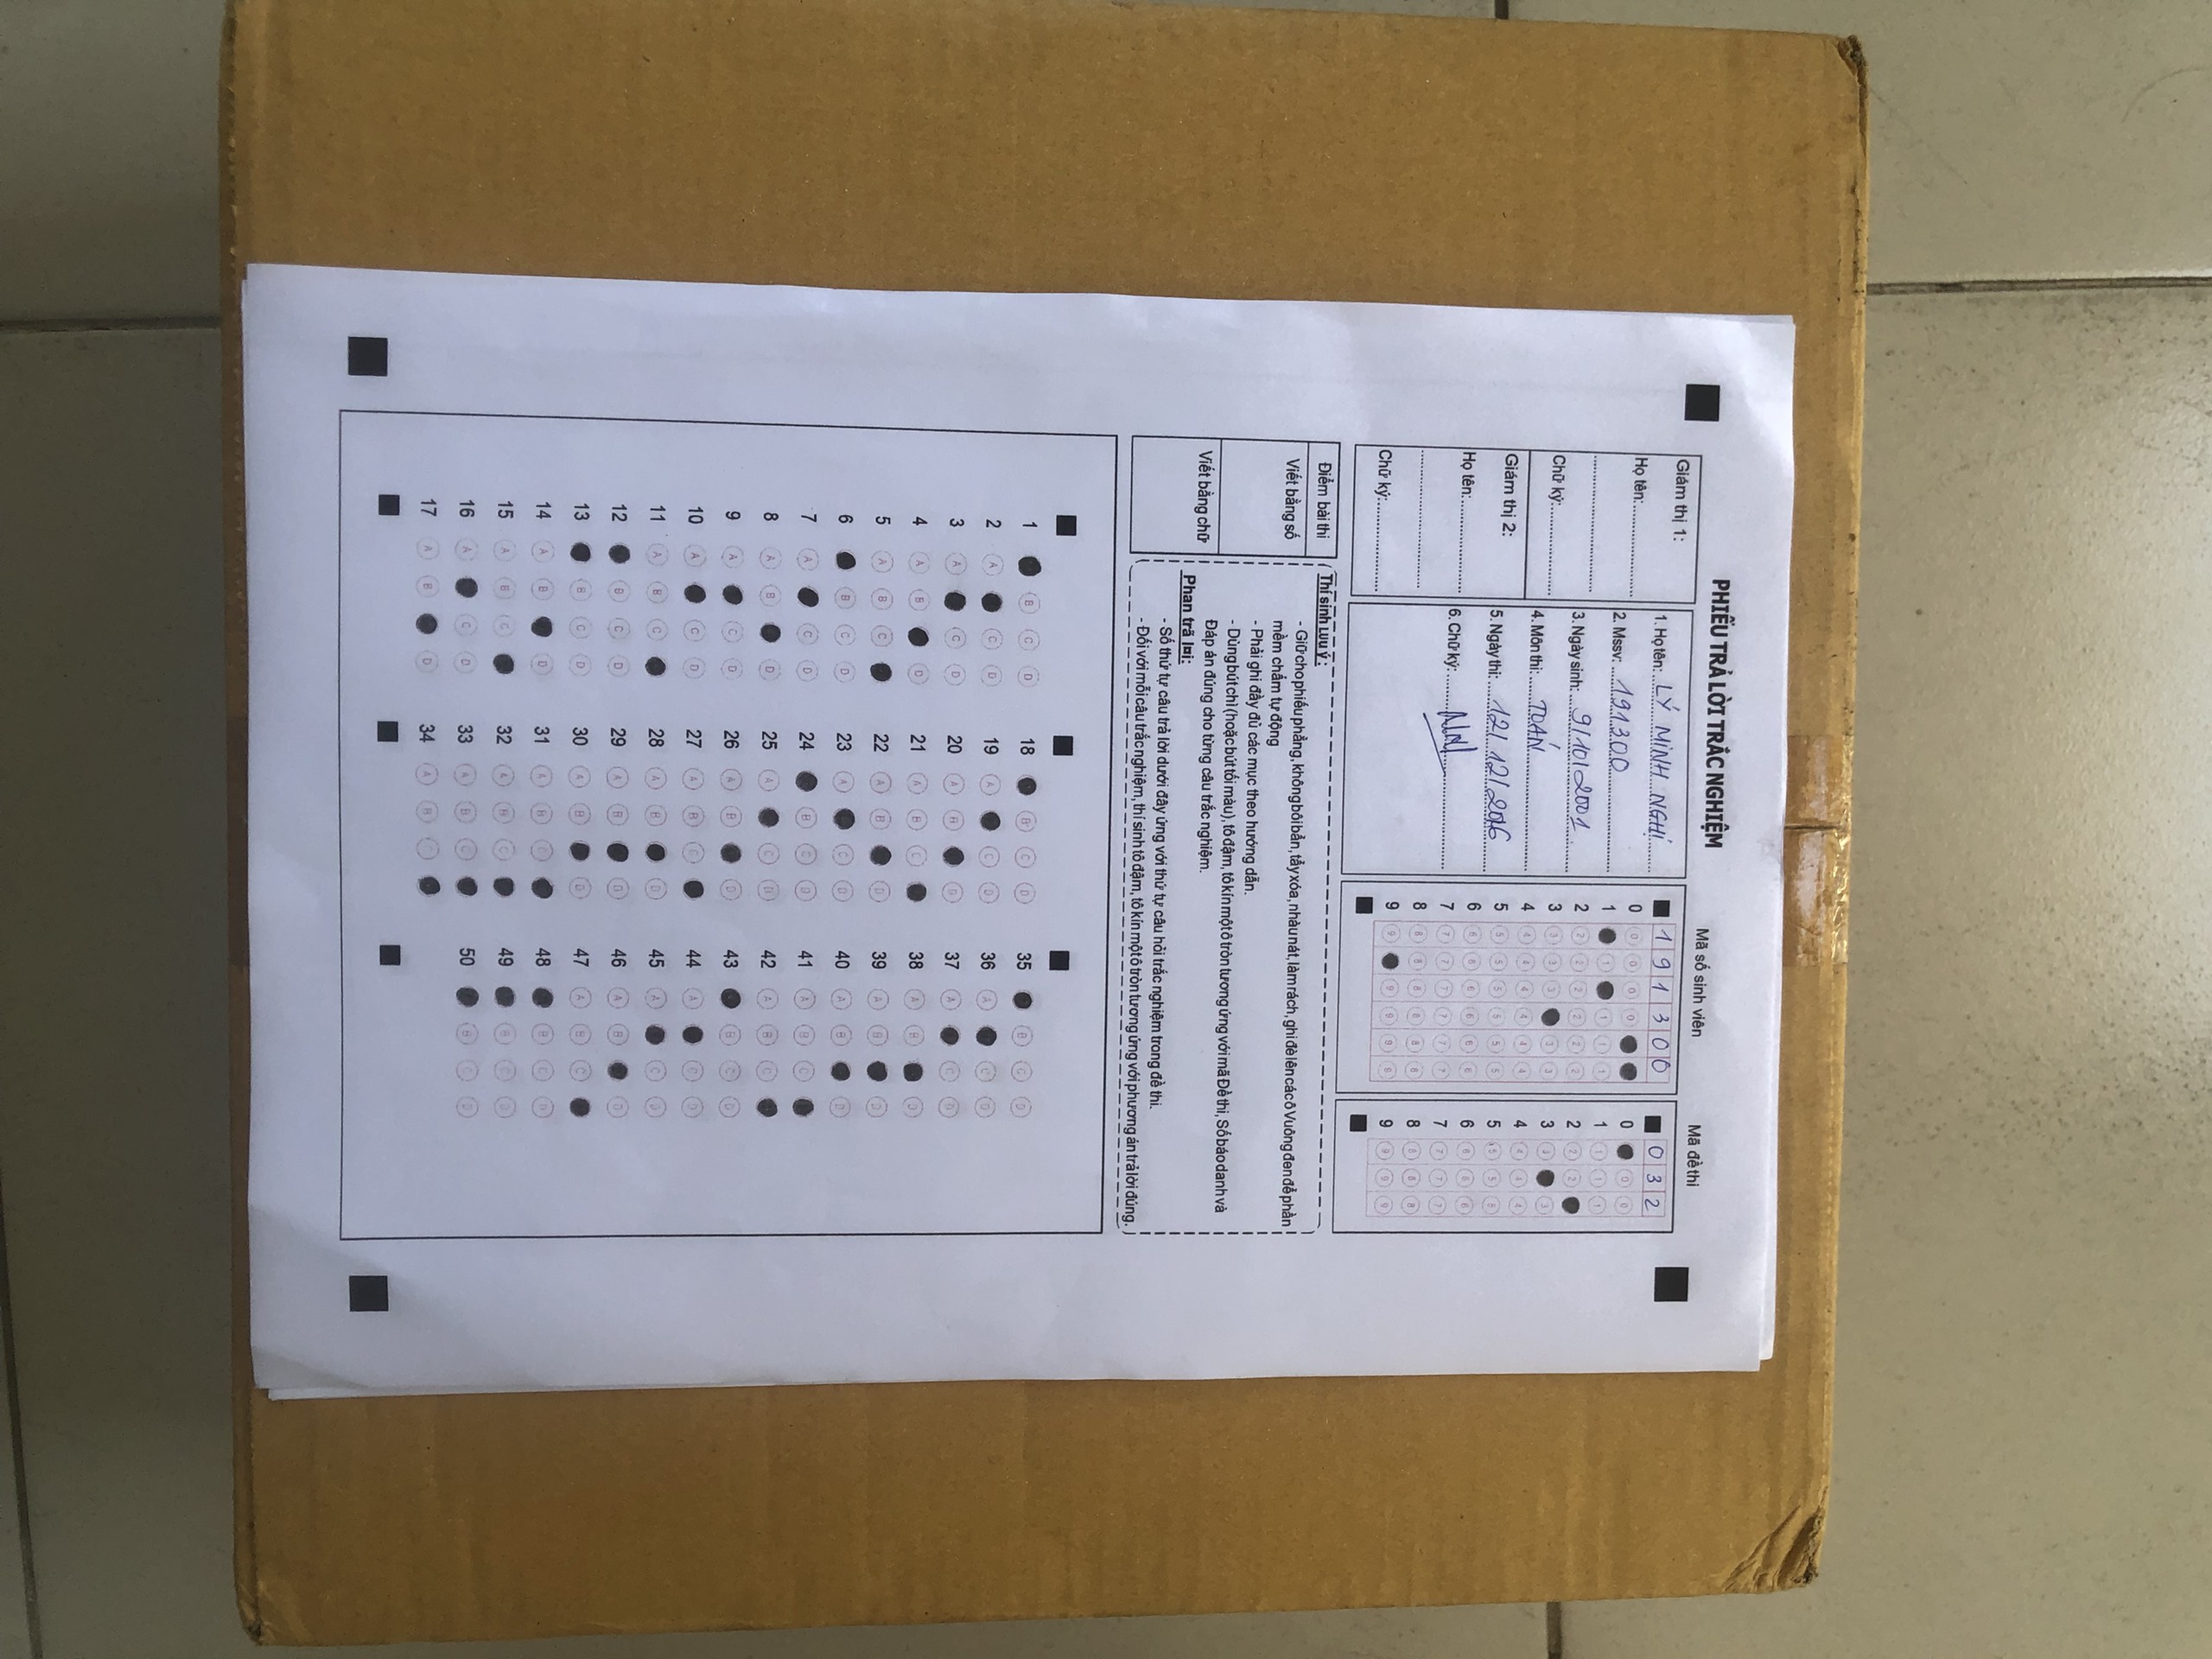 PHIẾU TRẢ LỜI TRẮC NGHIỆM
Giám thị 1:
Họ tên:
Chữ ký:
Giám thị 2:
Họ tên:
Chữ ký:
1. Họ tên: LÝ MINH NGHỊ
2. Mssv: 191300
3. Ngày sinh: 9/10/2001
4. Môn thi: TOÁN
5. Ngày thi: 12/12/2016
6. Chữ ký:
Mã số sinh viên
1 9 1 3 0 0
0 0 0 0 0
1 1 1 1 1
2 2 2 2 2 2 2
3 3 3 3 3 3
4 4 4 4 4 4 4
5 5 5 5 5 5 5
6 6 6 6 6 6 6
7 7 7 7 7 7 7
8 8 8 8 8 8 8
9 9 9 9 9 9
Mã đề thi
0 3 2
0 0 0
1 1 1 1
2 2 2
3 3 3
4 4 4 4
5 5 5 5
6 6 6 6
7 7 7 7
8 8 8 8
9 9 9 9
Điểm bài thi
Viết bằng số
Viết bằng chữ
Thí sinh Lưu ý :
- Giữ cho phiếu phẳng, không bôi bẩn, tẩy xóa, nhàu nát, làm rách, ghi đè lên các ô Vuông đen để phần
mềm chấm tự động
- Phải ghi đầy đủ các mục theo hướng dẫn.
- Dùng bút chì (hoặc bút tối màu), tô đậm, tô kín một ô tròn tương ứng với mã Đề thi, Số báo danh và
Đáp án đúng cho từng câu trắc nghiệm.
Phan trã l¤i:
- Số thứ tự câu trả lời dưới đây ứng với thứ tự câu hỏi trắc nghiệm trong đề thi.
- Đối với mỗi câu trắc nghiệm, thí sinh tô đậm, tô kín một ô tròn tương ứng với phương án trả lời đúng.
1 B C D
2 A C D
3 A C D
4 A B D
5 A B C
6 B C D
7 A C D
8 A B D
9 A C D
10 A C D
11 A B C
12 B C D
13 B C D
14 A B D
15 A B C
16 A C D
17 A B D
18 B C D
19 A C D
20 A B D
21 A B C
22 A B D
23 A C D
24 B C D
25 A C D
26 A B D
27 A B C
28 A B D
29 A B D
30 A B D
31 A B C
32 A B C
33 A B C
34 A B C
35 B C D
36 A C D
37 A C D
38 A B D
39 A B D
40 A B D
41 A B C
42 A B C
43 B C D
44 A C D
45 A C D
46 A B D
47 A B C
48 B C D
49 B C D
50 B C D